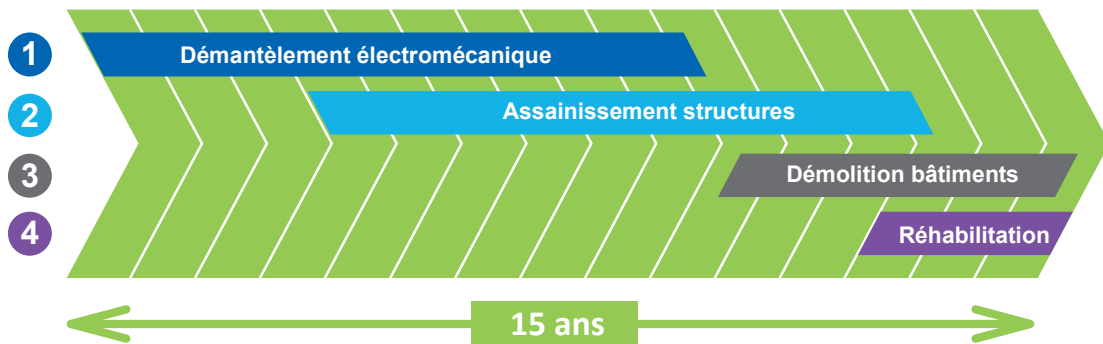 1
Démantèlement électromécanique
2
Assainissement structures
3
Démolition bâtiments
4
Réhabilitation
15 ans